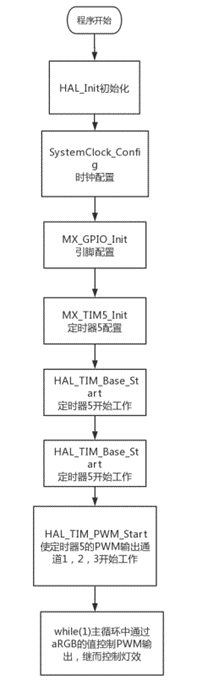 程序开始
HAL_Init初始化
SystemClock_Confi
g
时钟配置
MX_GPIO_Init
引脚配置
MX_TIM5_Init
定时器5配置
HAL_TIM_Base_St
art
定时器5开始工作
HAL_TIM_Base_St
art
定时器5开始工作
HAL_TIM_PWM_Start
使定时器5的PWM输出通
道1，2，3开始工作
while(1)主循环中通过
aRGB的值控制PWM输
出，继而控制灯效